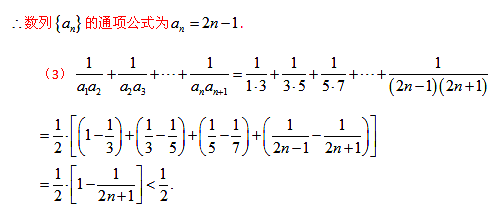 ∴数列{aₙ}的通项公式为aₙ=2n−1.
（3）1/(a₁a₂)+1/(a₂a₃)+⋯+1/(aₙaₙ₊₁)=1/(1·3)+1/(3·5)+1/(5·7)+⋯+1/((2n−1)(2n+1))
=1/2·[(1−1/3)+(1/3−1/5)+(1/5−1/7)+(1/(2n−1)−1/(2n+1))]
=1/2·[1−1/(2n+1)]<1/2.